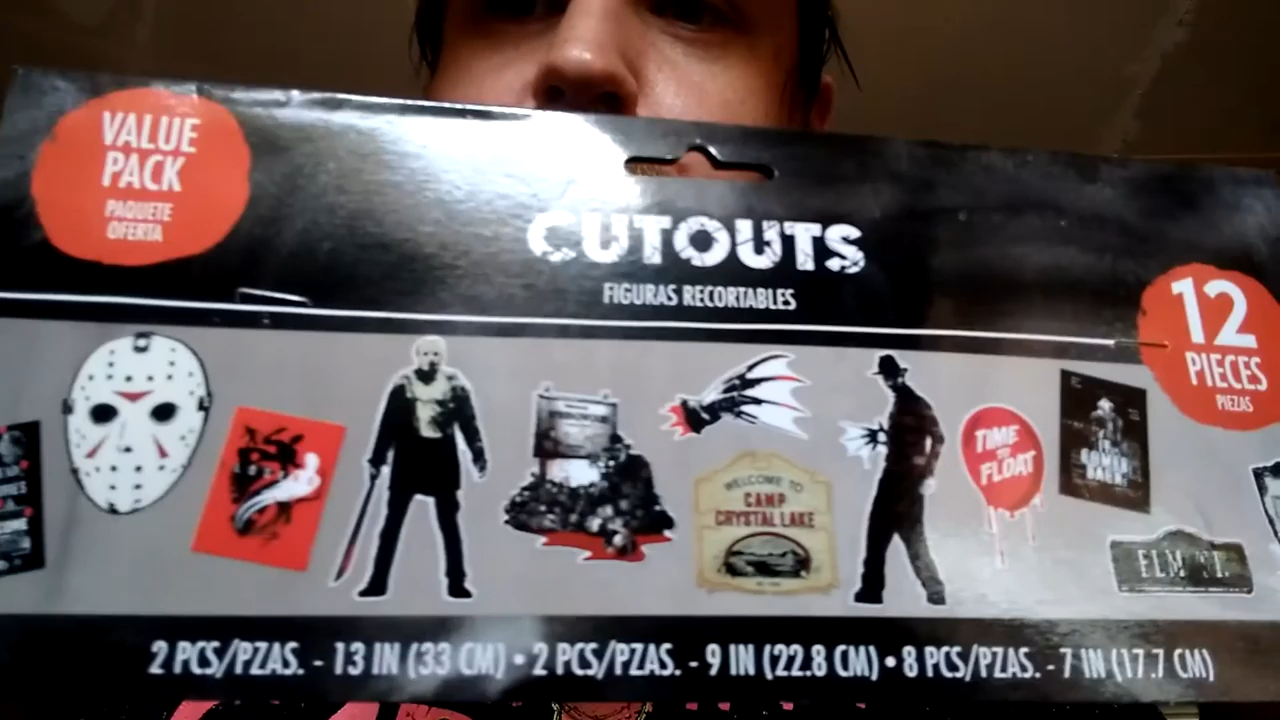 VALUE
PACK
PAQUETE
OFERTA
CUTOUTS
FIGURAS RECORTABLES
12
PIECES
PIEZAS
TIME
TO
FLOAT
WELCOME TO
CAMP
CRYSTAL LAKE
ELM ST.
2 PCS/PZAS. - 13 IN (33 CM) • 2 PCS/PZAS. - 9 IN (22.8 CM) • 8 PCS/PZAS. - 7 IN (17.7 CM)